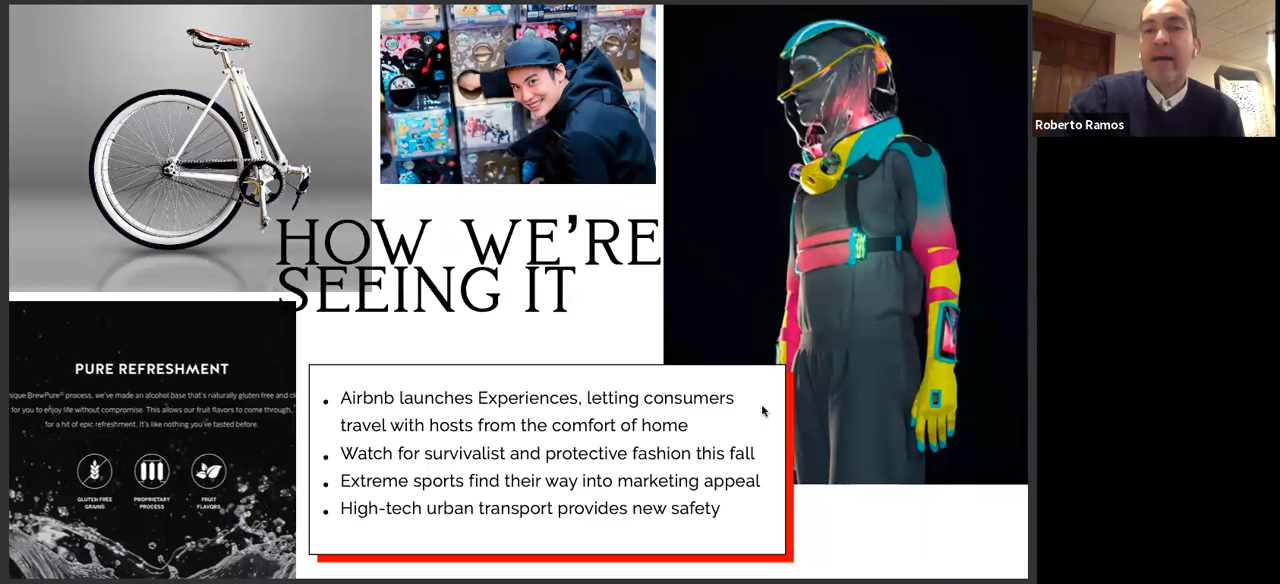 HOW WE'RE
SEEING IT
Roberto Ramos
PURE REFRESHMENT
BrewPure® process, we've made an alcohol base that's naturally gluten free and
for you to enjoy life without compromise. This allows our fruit flavors to come through,
for a hit of epic refreshment. It's like nothing you've tasted before.
GLUTEN FREE
GRAINS
PROPRIETARY
PROCESS
FRUIT
FLAVORS
• Airbnb launches Experiences, letting consumers
travel with hosts from the comfort of home
• Watch for survivalist and protective fashion this fall
• Extreme sports find their way into marketing appeal
• High-tech urban transport provides new safety